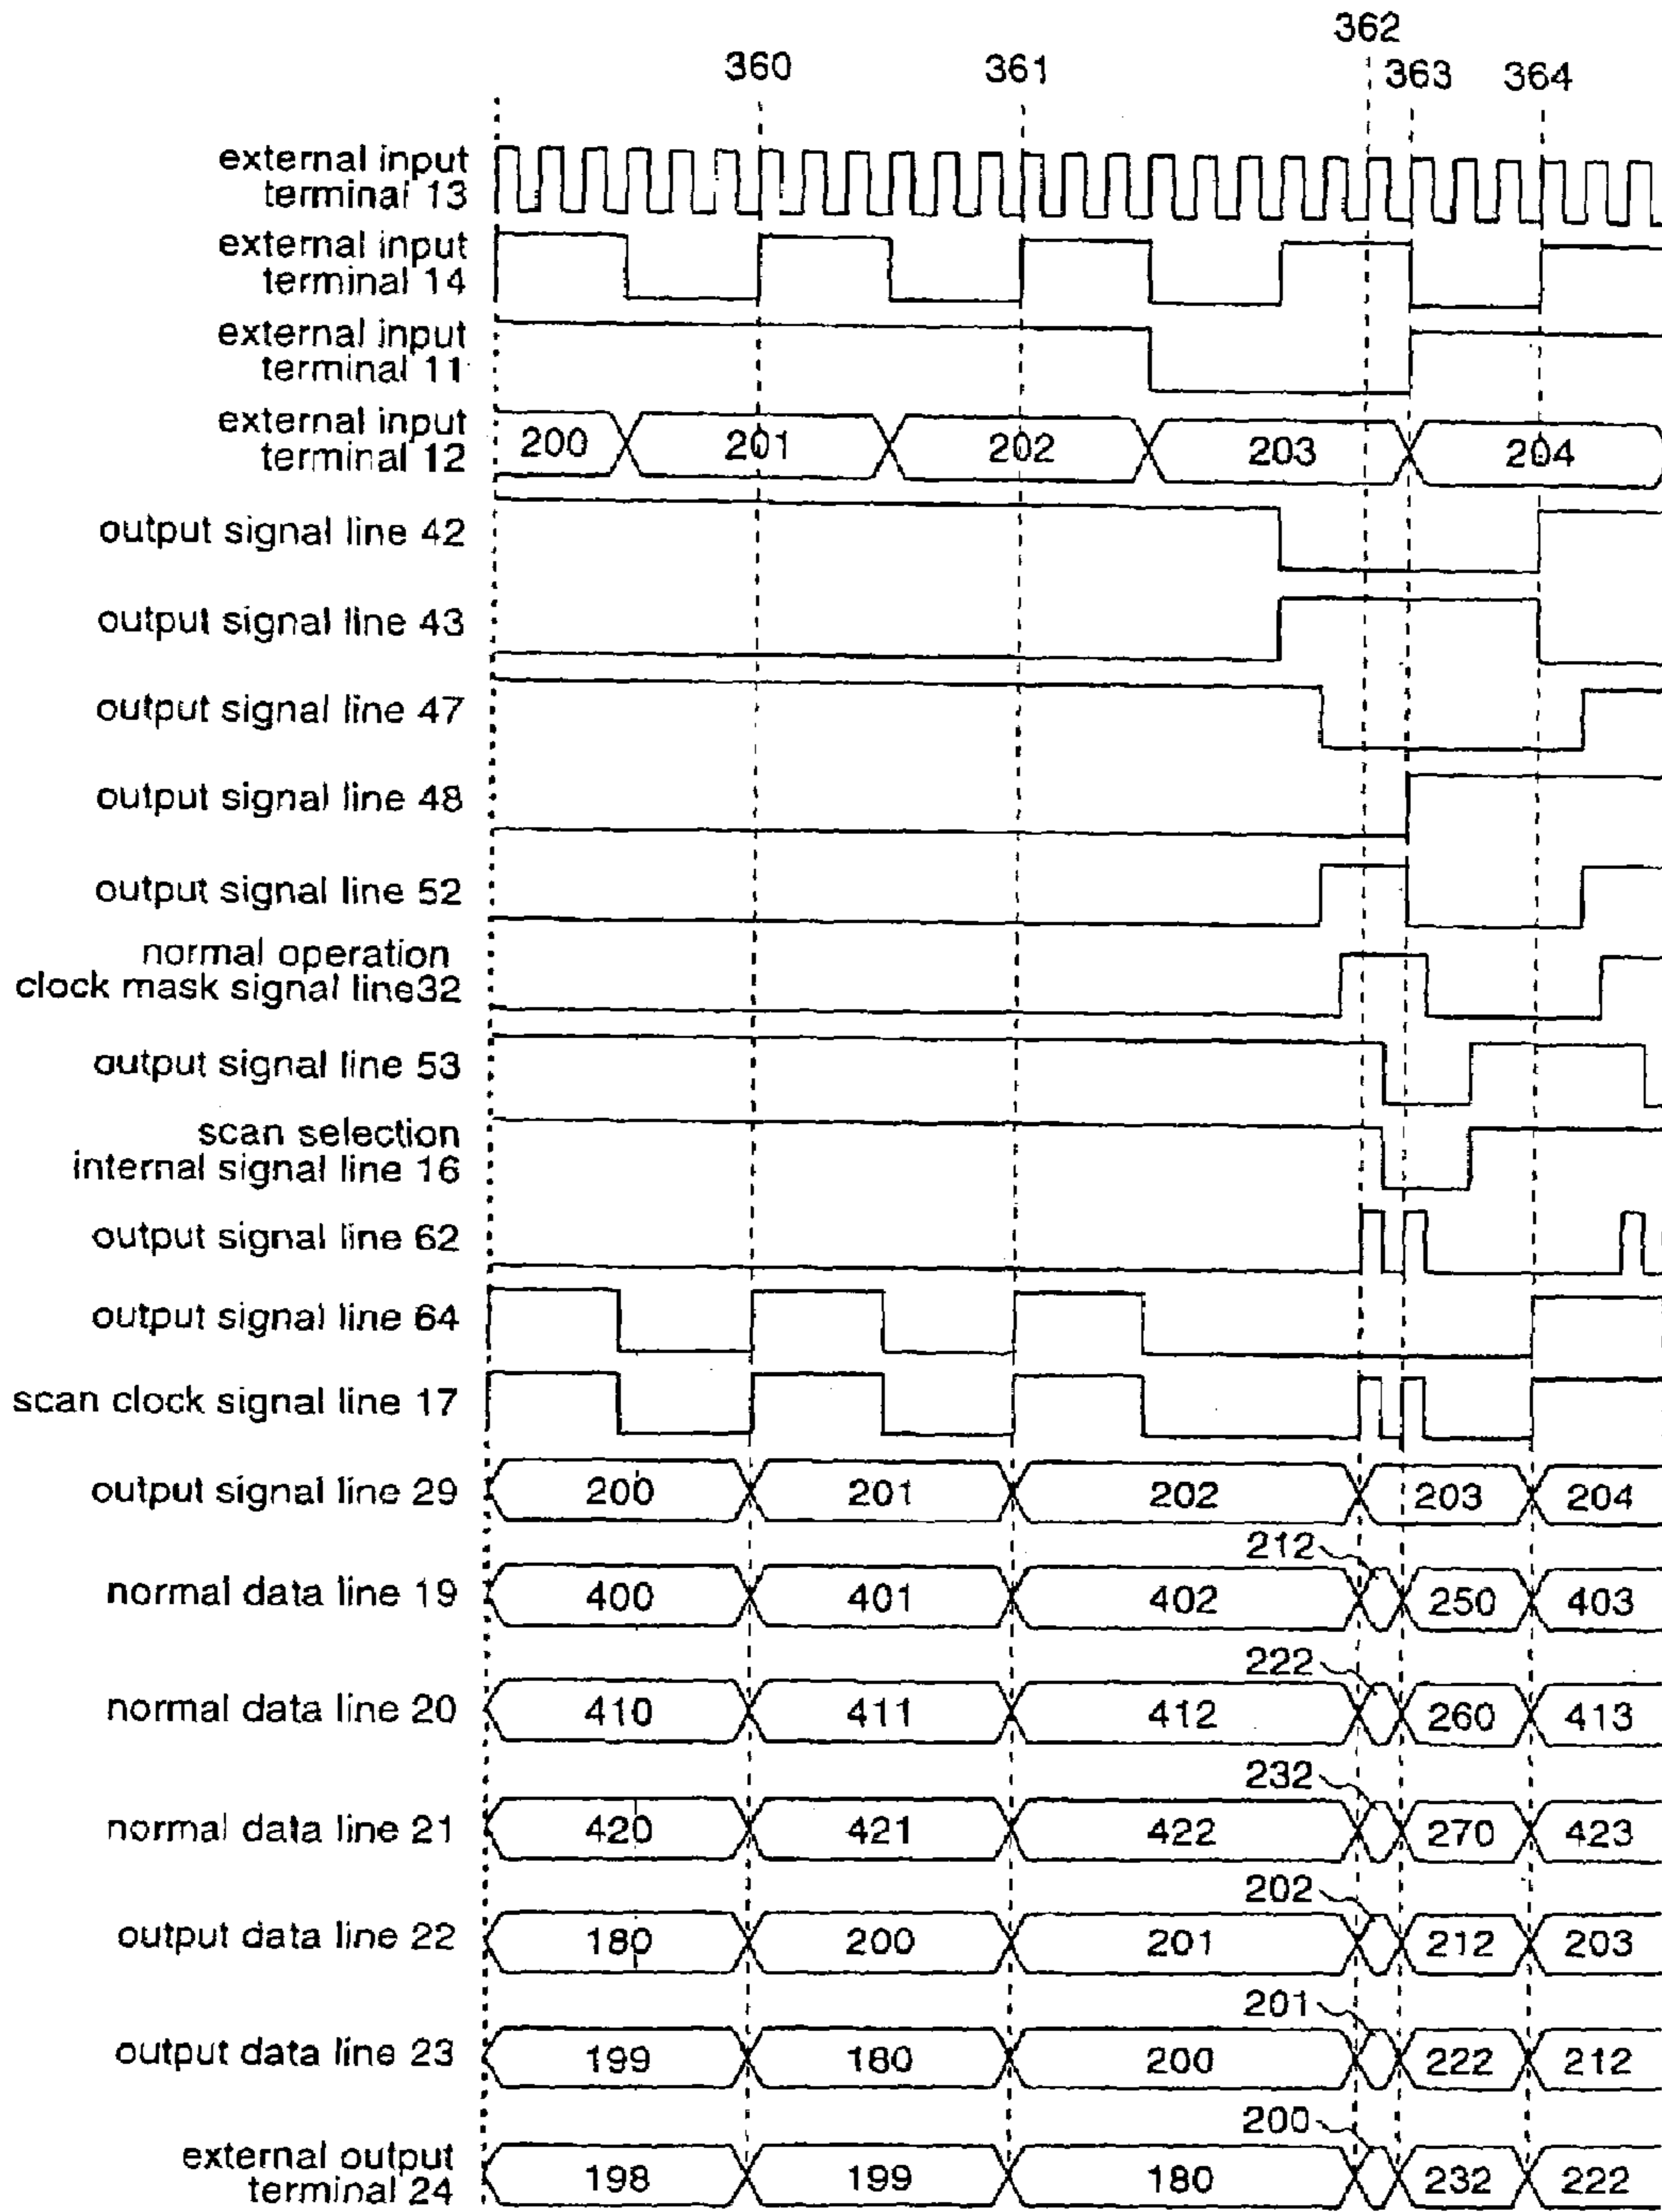 362
360 361 363 364
external input
terminal 13
external input
terminal 14
external input
terminal 11
external input
terminal 12
200 201 202 203 204
output signal line 42
output signal line 43
output signal line 47
output signal line 48
output signal line 52
normal operation
clock mask signal line32
output signal line 53
scan selection
internal signal line 16
output signal line 62
output signal line 64
scan clock signal line 17
output signal line 29 200 201 202 203 204
212
normal data line 19 400 401 402 250 403
222
normal data line 20 410 411 412 260 413
232
normal data line 21 420 421 422 270 423
202
output data line 22 180 200 201 212 203
201
output data line 23 199 180 200 222 212
200
external output
terminal 24
198 199 180 232 222